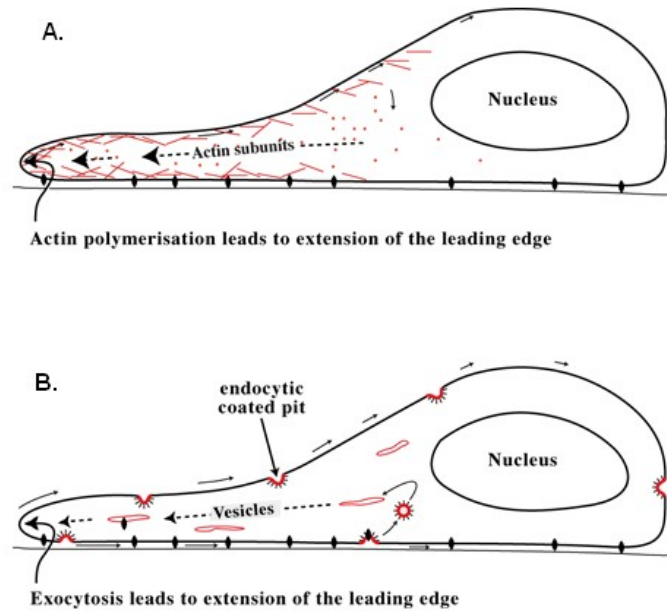 A.
Nucleus
Actin subunits
Actin polymerisation leads to extension of the leading edge
B.
endocytic
coated pit
Nucleus
Vesicles
Exocytosis leads to extension of the leading edge